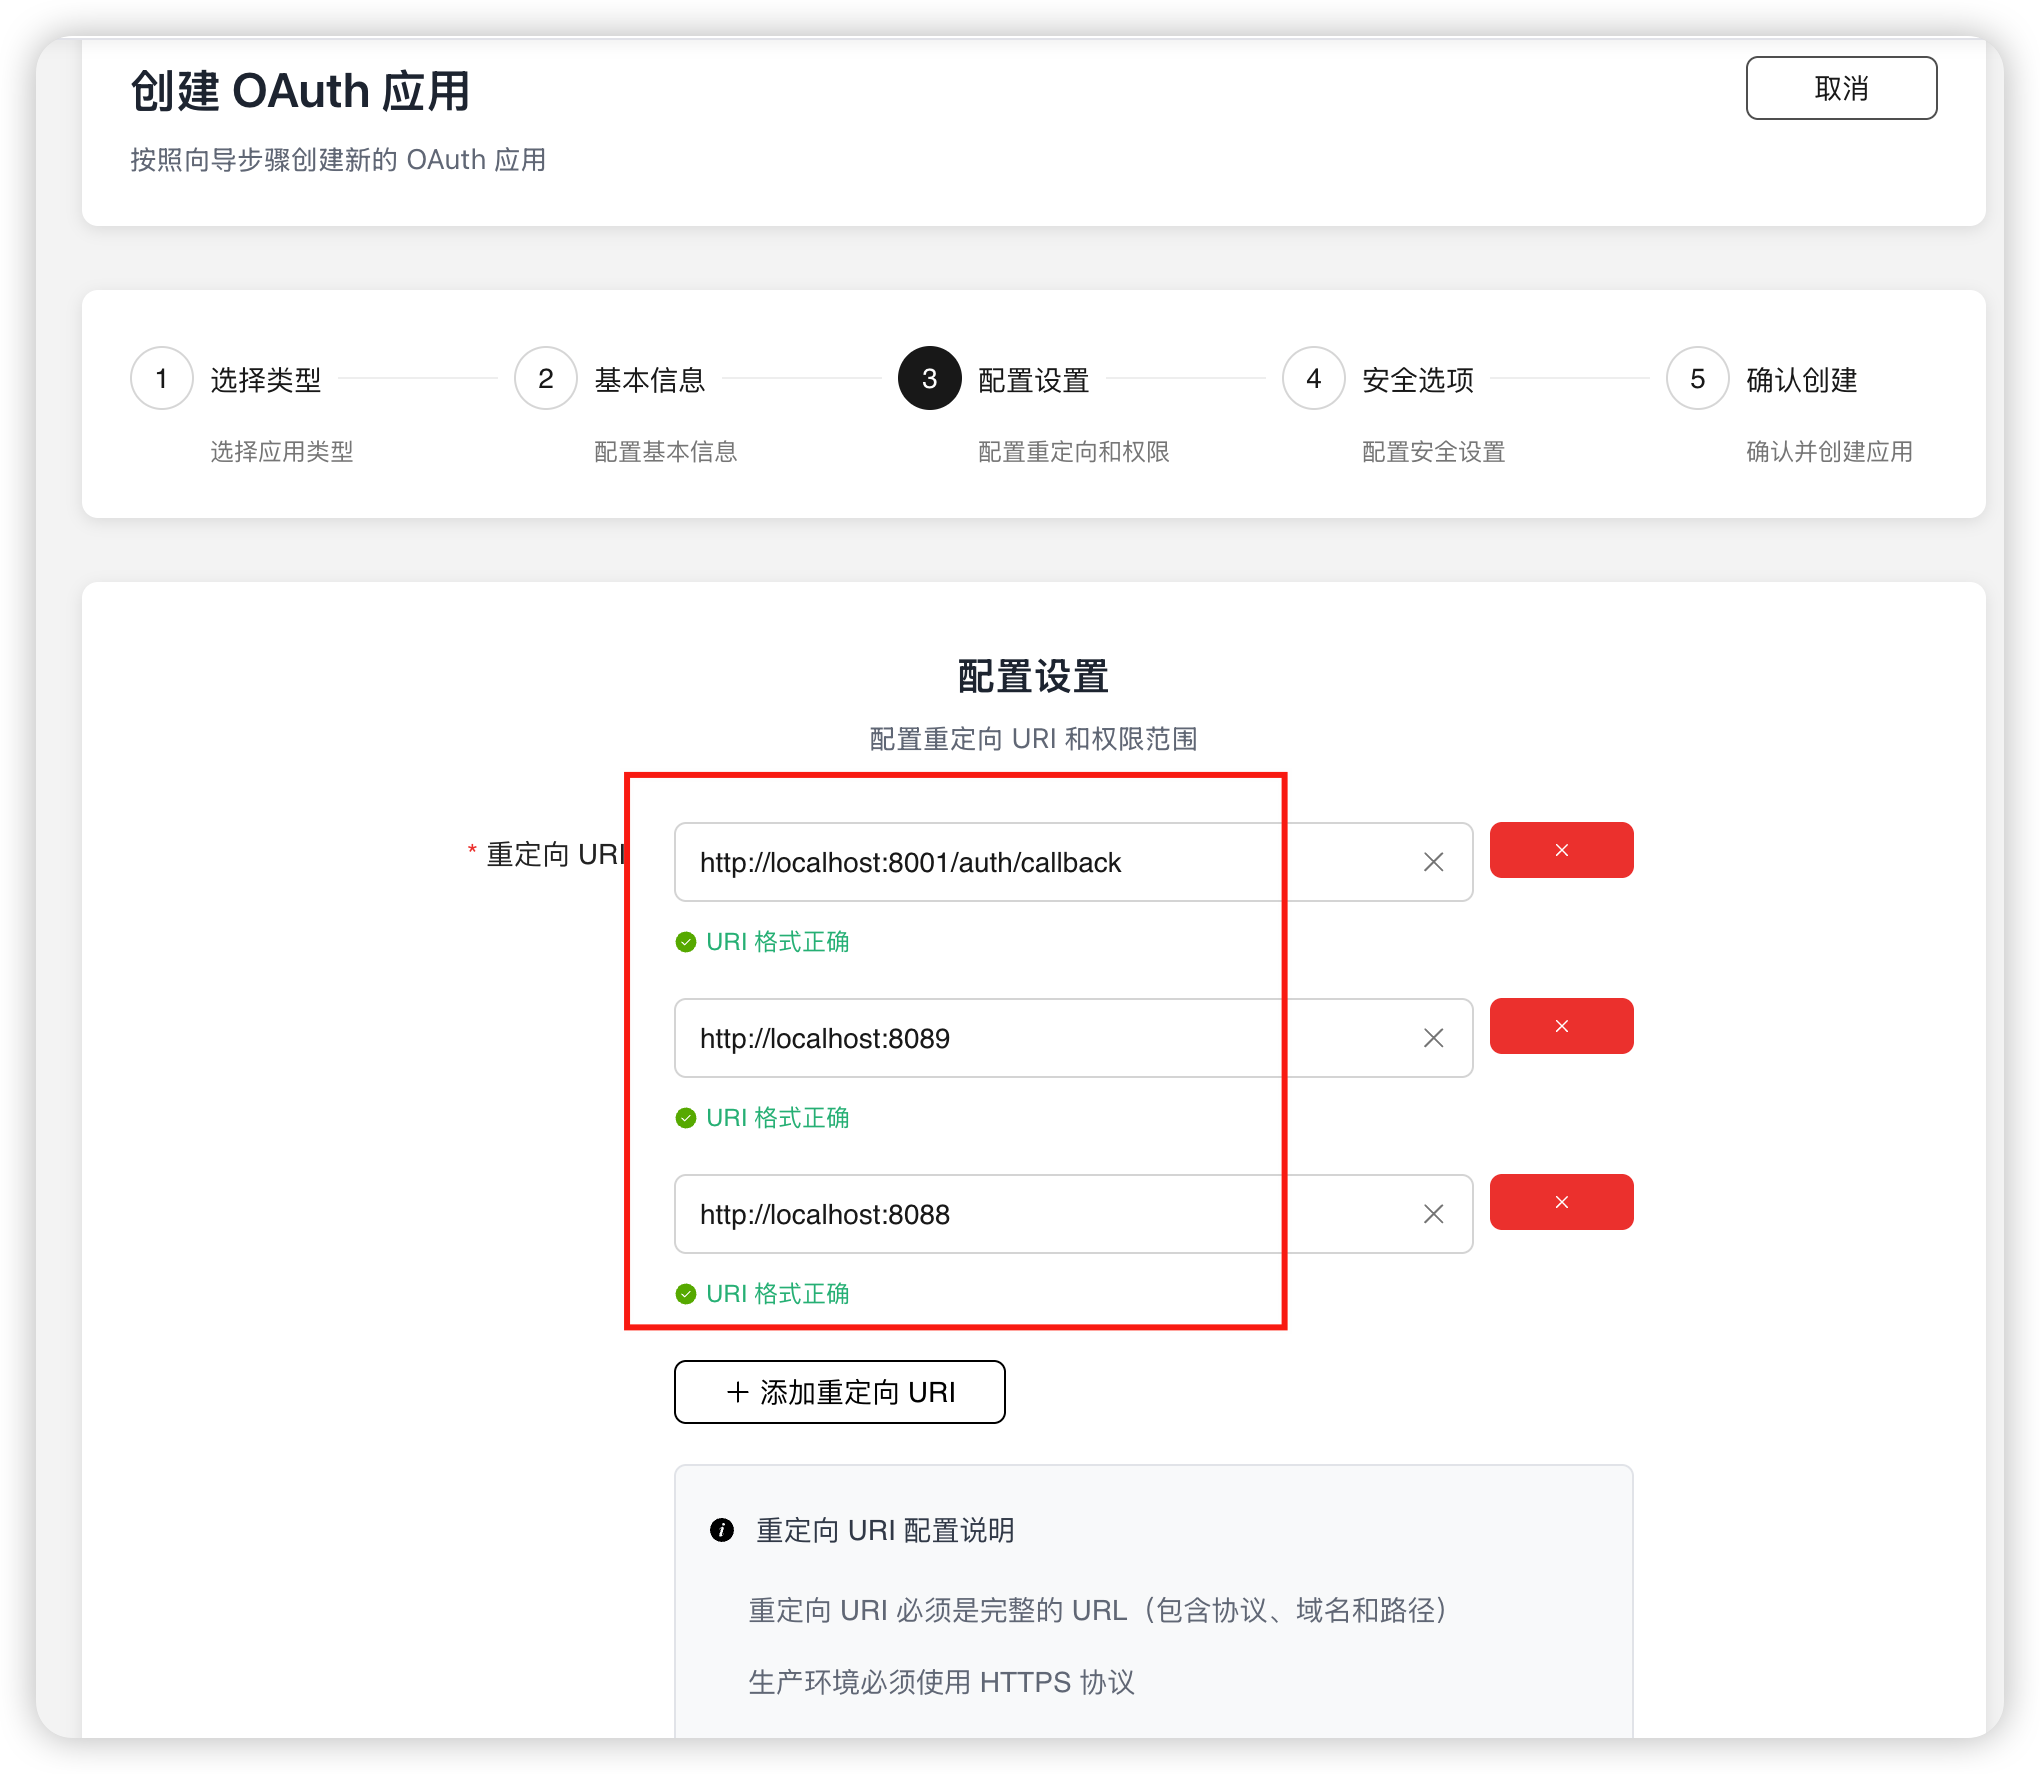 创建 OAuth 应用
取消
按照向导步骤创建新的 OAuth 应用
1 选择类型
选择应用类型
2 基本信息
配置基本信息
3 配置设置
配置重定向和权限
4 安全选项
配置安全设置
5 确认创建
确认并创建应用
配置设置
配置重定向 URI 和权限范围
* 重定向 URI
http://localhost:8001/auth/callback
URI 格式正确
http://localhost:8089
URI 格式正确
http://localhost:8088
URI 格式正确
添加重定向 URI
重定向 URI 配置说明
重定向 URI 必须是完整的 URL（包含协议、域名和路径）
生产环境必须使用 HTTPS 协议